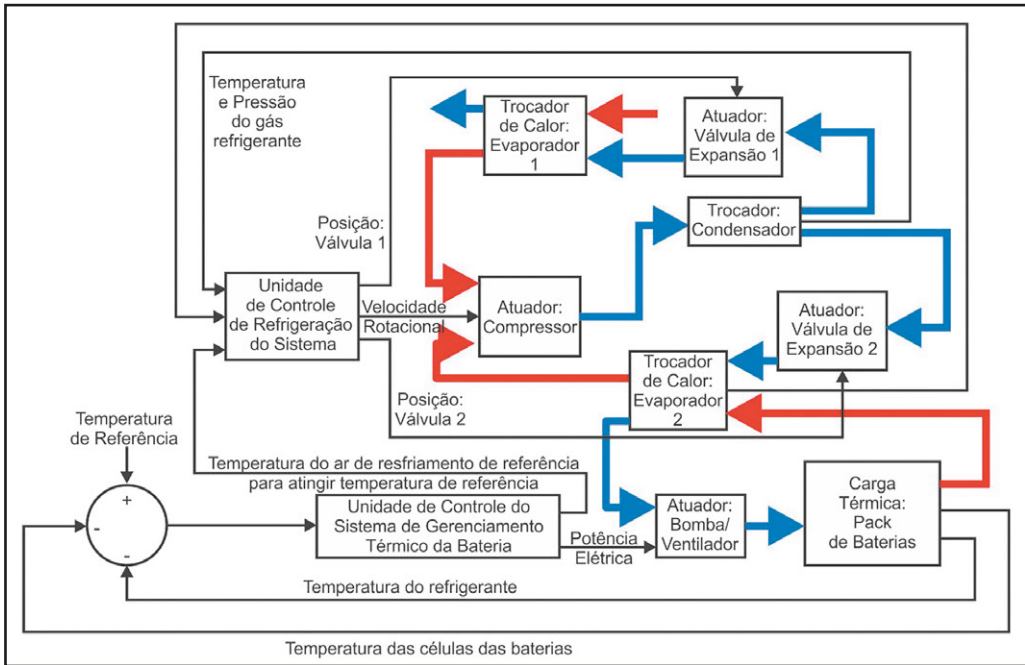 Temperatura
e Pressão
do gás
refrigerante
Trocador
de Calor:
Evaporador
1
Atuador:
Válvula de
Expansão 1
Posição:
Válvula 1
Trocador:
Condensador
Unidade
de Controle
de Refrigeração
do Sistema
Velocidade
Rotacional
Atuador:
Compressor
Atuador:
Válvula de
Expansão 2
Trocador
de Calor:
Evaporador
2
Posição:
Válvula 2
Temperatura
de Referência
+
-
-
Temperatura do ar de resfriamento de referência
para atingir temperatura de referência
Unidade de Controle do
Sistema de Gerenciamento
Térmico da Bateria
Potência
Elétrica
Atuador:
Bomba/
Ventilador
Carga
Térmica:
Pack
de Baterias
Temperatura do refrigerante
Temperatura das células das baterias